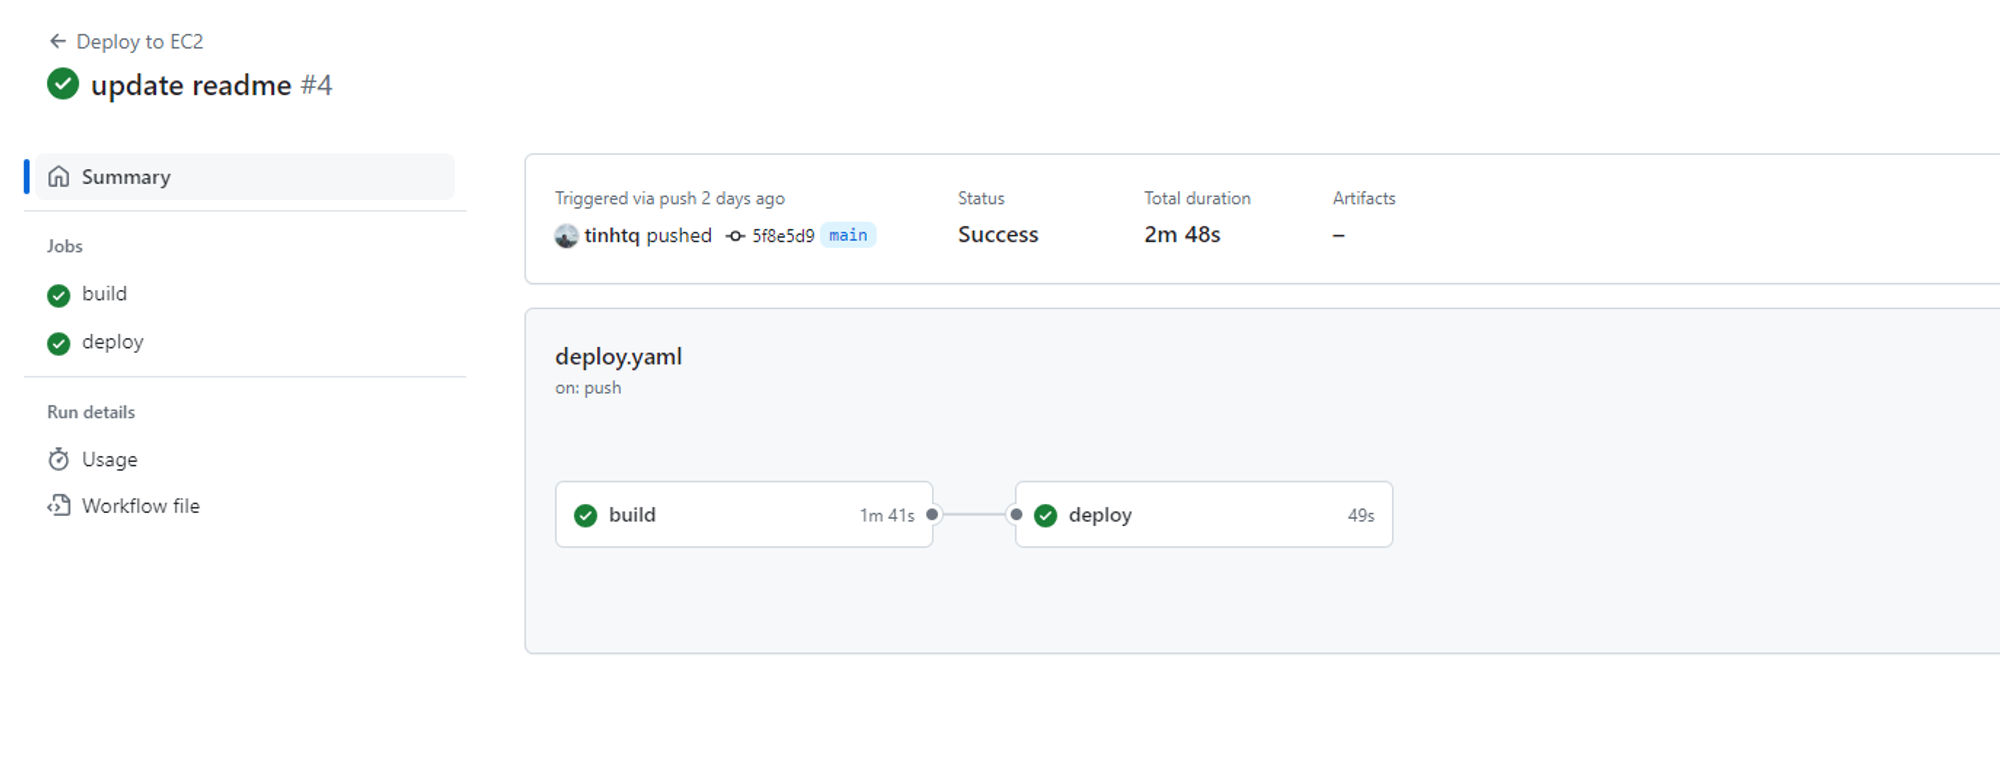 Deploy to EC2
update readme #4
Summary
Jobs
build
deploy
Run details
Usage
Workflow file
Triggered via push 2 days ago
tinhtq pushed 5f8e5d9 main
Status
Success
Total duration
2m 48s
Artifacts
–
deploy.yaml
on: push
build 1m 41s
deploy 49s